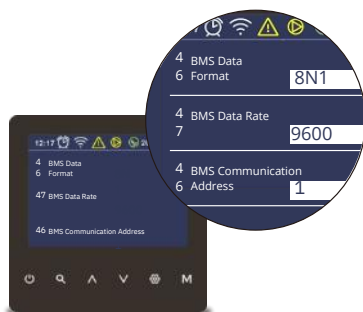 4 BMS Data
6 Format
8N1
4 BMS Data Rate
7
9600
4 BMS Communication
6 Address
1
12:17
4 BMS Data
6 Format
47 BMS Data Rate
46 BMS Communication Address
M